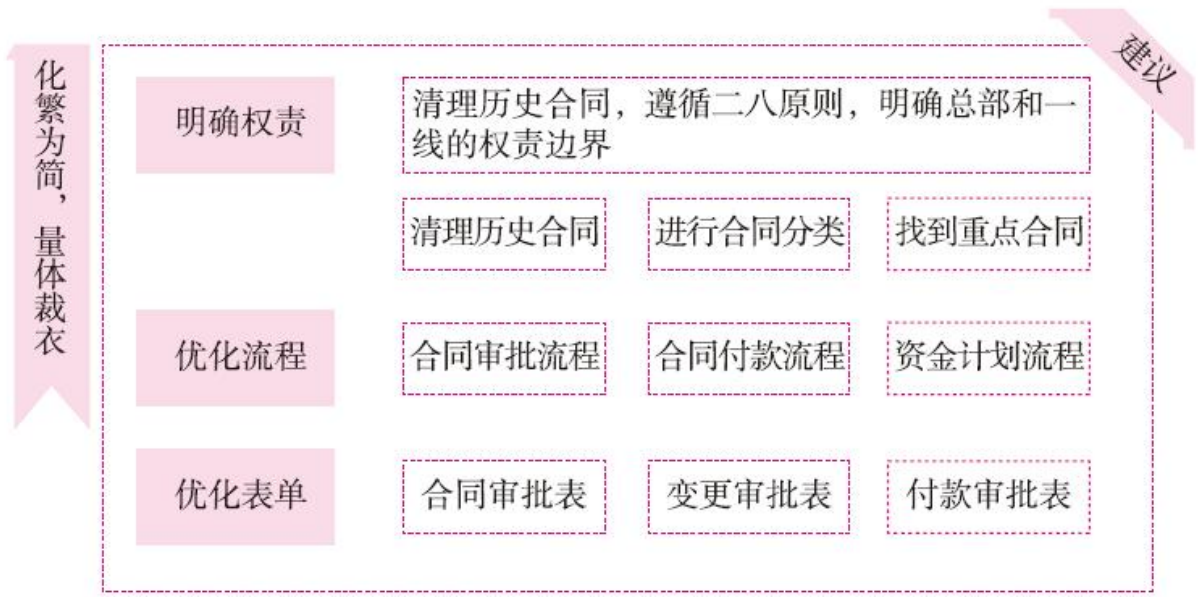 化繁为简，量体裁衣
建议
明确权责
清理历史合同，遵循二八原则，明确总部和一
线的权责边界
清理历史合同
进行合同分类
找到重点合同
优化流程
合同审批流程
合同付款流程
资金计划流程
优化表单
合同审批表
变更审批表
付款审批表